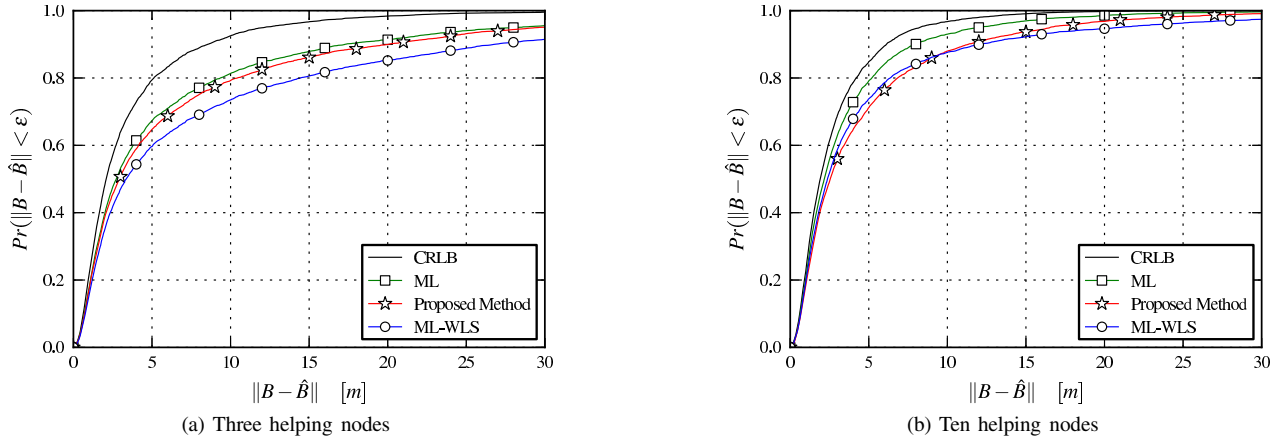 1.0
0.8
0.6
0.4
0.2
0.0
Pr(||B − B̂|| < ε)
CRLB
ML
Proposed Method
ML-WLS
0 5 10 15 20 25 30
||B − B̂|| [m]
(a) Three helping nodes
1.0
0.8
0.6
0.4
0.2
0.0
Pr(||B − B̂|| < ε)
CRLB
ML
Proposed Method
ML-WLS
0 5 10 15 20 25 30
||B − B̂|| [m]
(b) Ten helping nodes